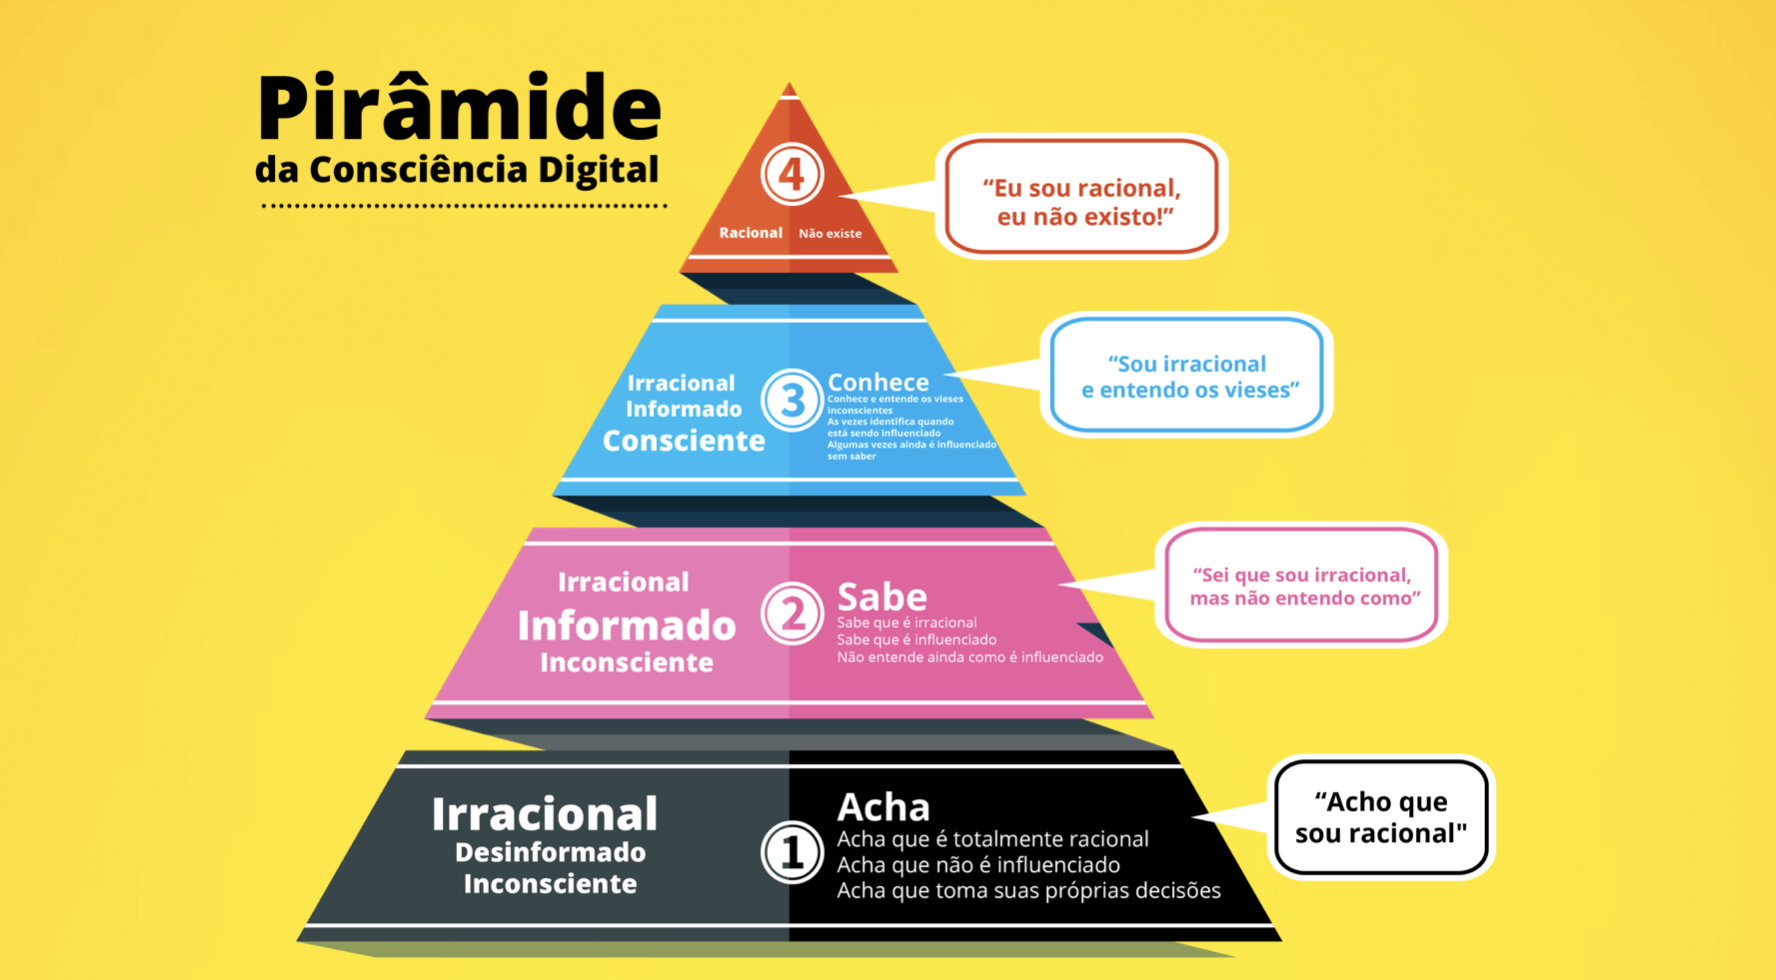 Pirâmide
da Consciência Digital
4
Racional Não existe
“Eu sou racional,
eu não existo!”
Irracional
Informado
Consciente
3
Conhece
Conhece e entende os vieses
inconscientes
As vezes identifica quando
está sendo influenciado
Algumas vezes ainda é influenciado
sem saber
“Sou irracional
e entendo os vieses”
Irracional
Informado
Inconsciente
2
Sabe
Sabe que é irracional
Sabe que é influenciado
Não entende ainda como é influenciado
“Sei que sou irracional,
mas não entendo como”
Irracional
Desinformado
Inconsciente
1
Acha
Acha que é totalmente racional
Acha que não é influenciado
Acha que toma suas próprias decisões
“Acho que
sou racional"